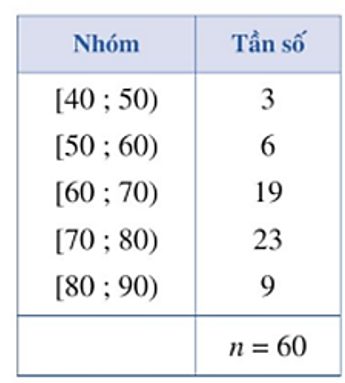 Nhóm Tần số
[40 ; 50) 3
[50 ; 60) 6
[60 ; 70) 19
[70 ; 80) 23
[80 ; 90) 9
n = 60